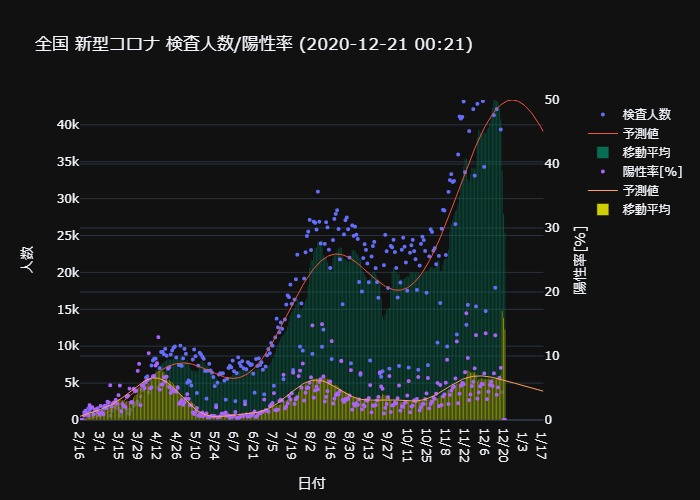 全国 新型コロナ 検査人数/陽性率 (2020-12-21 00:21)
検査人数
予測値
移動平均
陽性率[%]
予測値
移動平均
人数
40k
35k
30k
25k
20k
15k
10k
5k
0
50
40
30
20
10
0
陽性率[%]
2/16
3/1
3/15
3/29
4/12
4/26
5/10
5/24
6/7
6/21
7/5
7/19
8/2
8/16
8/30
9/13
9/27
10/11
10/25
11/8
11/22
12/6
12/20
1/3
1/17
日付